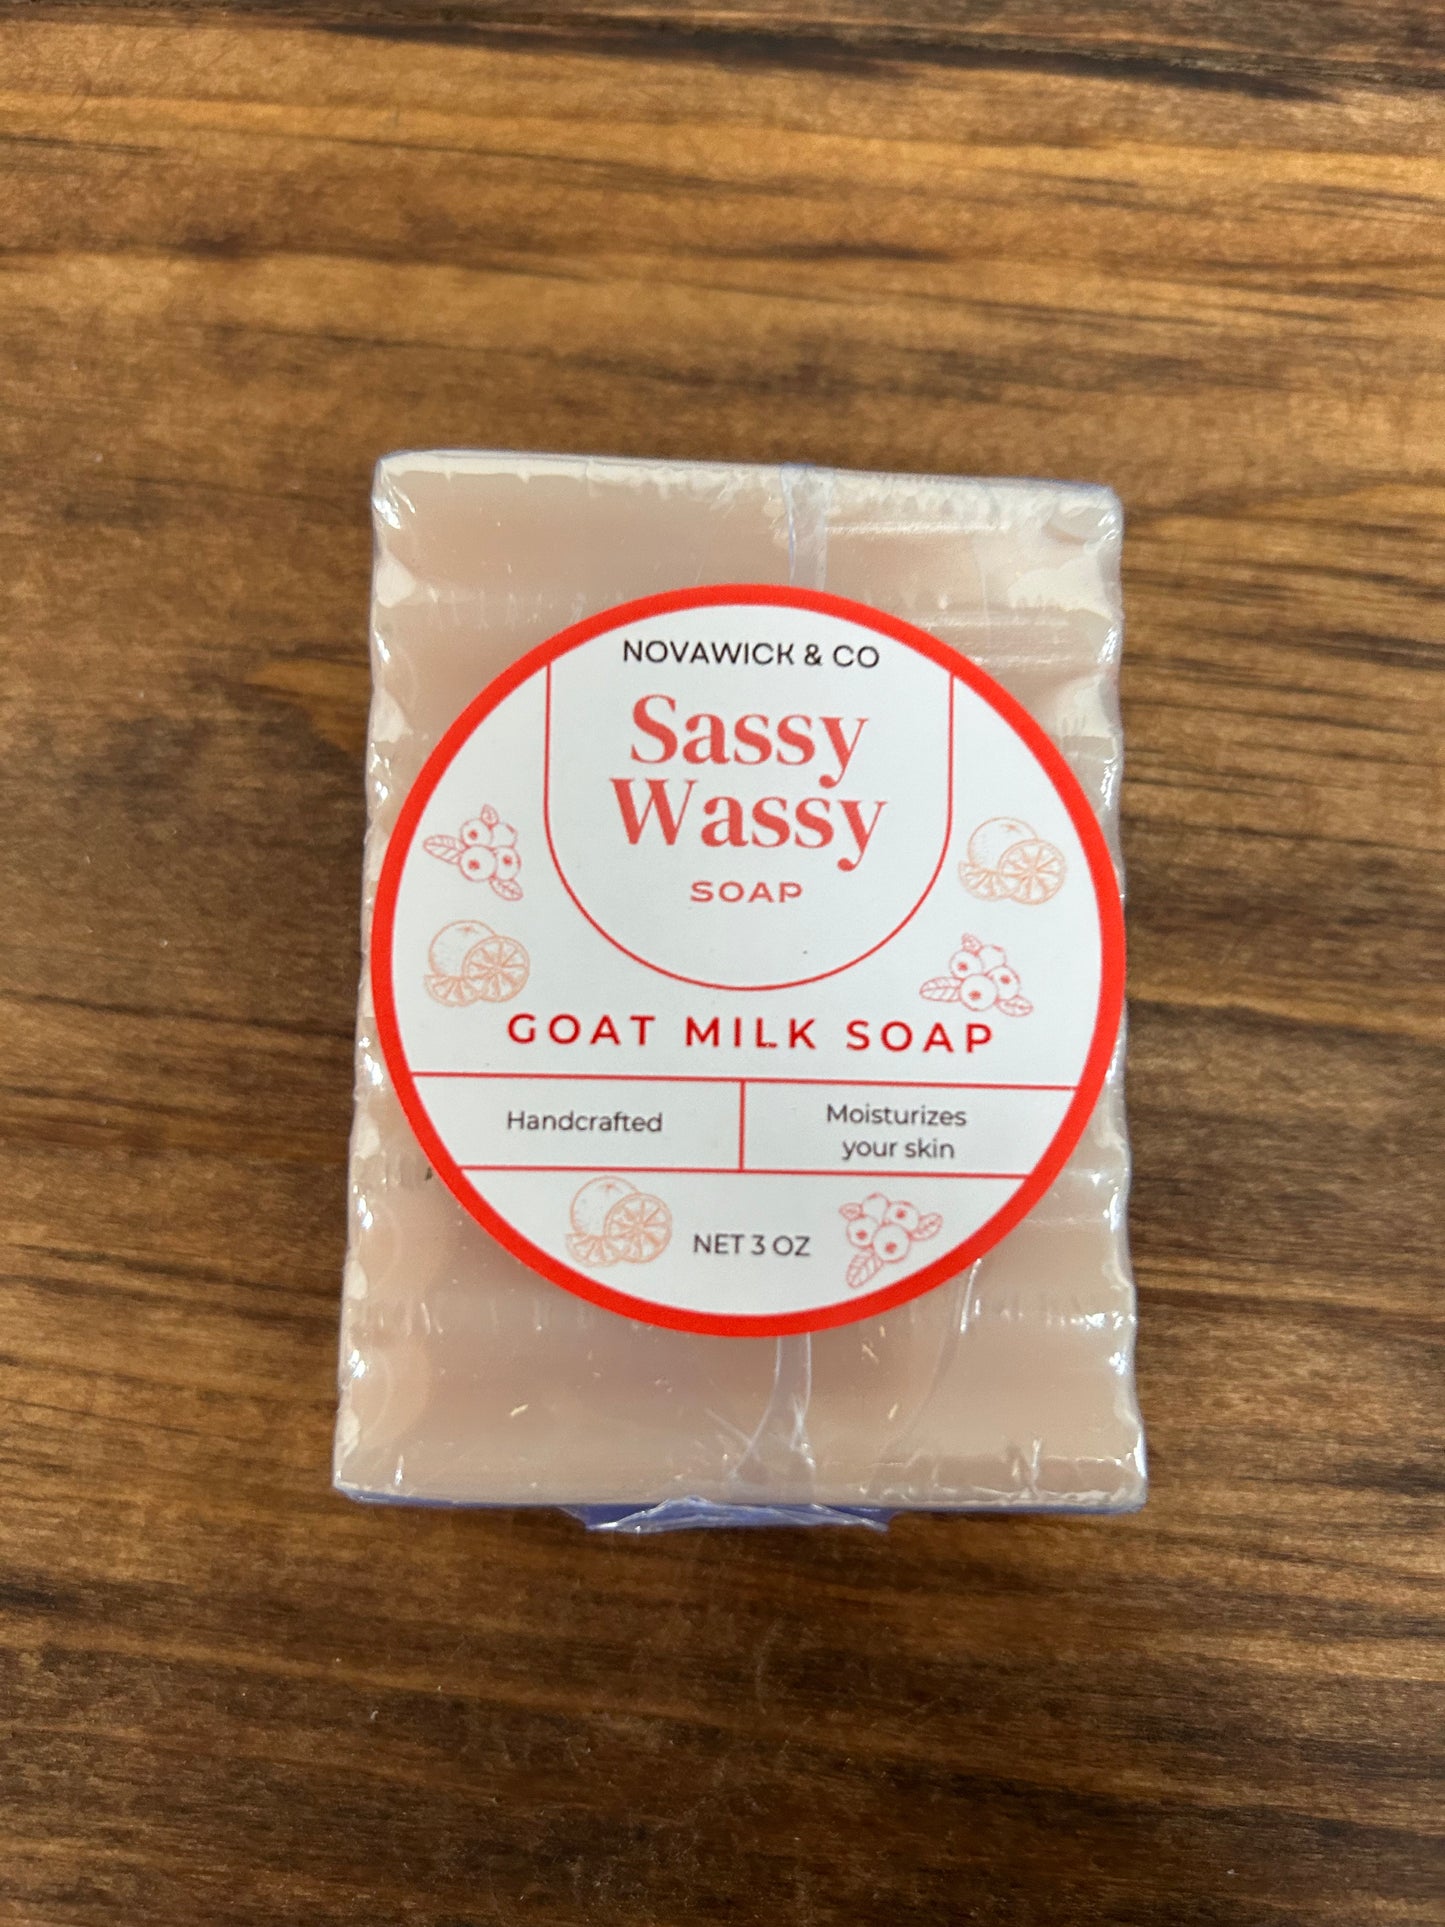 NOVAWICK & CO
Sassy
Wassy
SOAP
GOAT MILK SOAP
Handcrafted
Moisturizes
your skin
NET 3 OZ